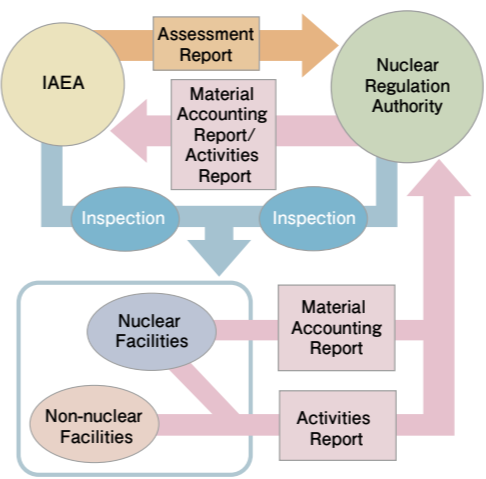 IAEA
Assessment
Report
Nuclear
Regulation
Authority
Material
Accounting
Report/
Activities
Report
Inspection
Inspection
Nuclear
Facilities
Material
Accounting
Report
Non-nuclear
Facilities
Activities
Report